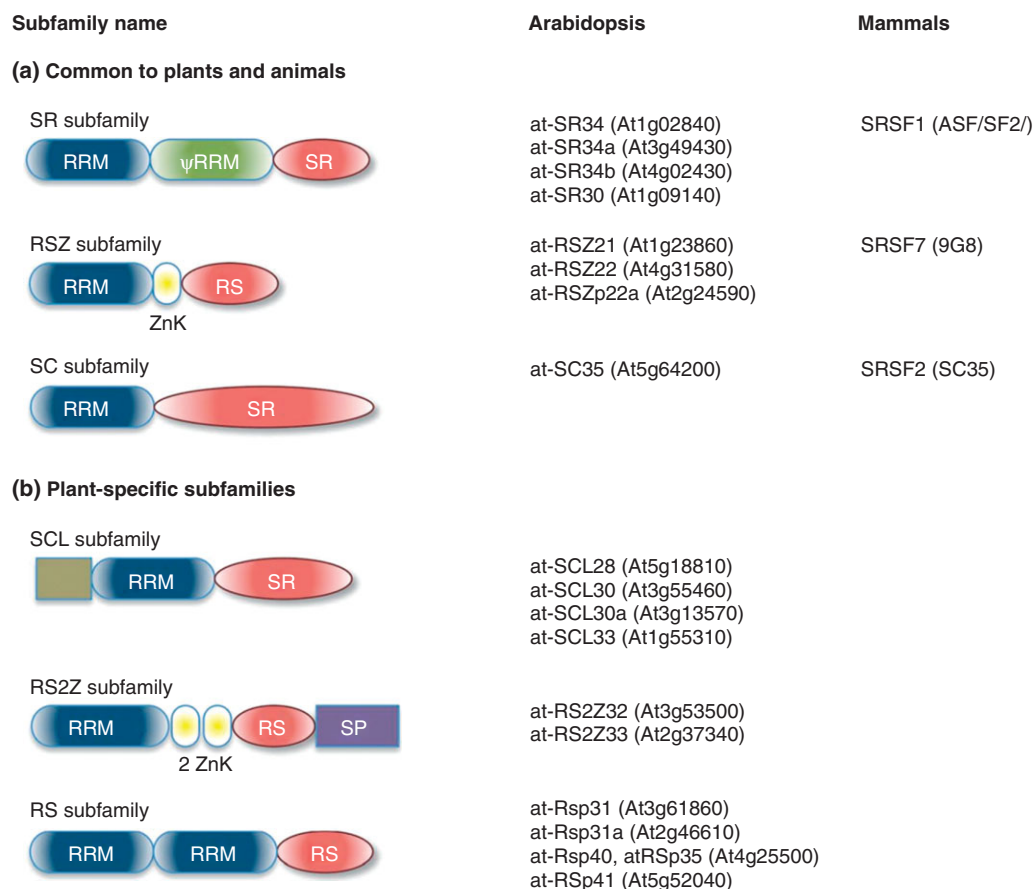 Subfamily name Arabidopsis Mammals
(a) Common to plants and animals
SR subfamily
RRM ψRRM SR
at-SR34 (At1g02840) SRSF1 (ASF/SF2/)
at-SR34a (At3g49430)
at-SR34b (At4g02430)
at-SR30 (At1g09140)
RSZ subfamily
RRM RS
ZnK
at-RSZ21 (At1g23860) SRSF7 (9G8)
at-RSZ22 (At4g31580)
at-RSZp22a (At2g24590)
SC subfamily
RRM SR
at-SC35 (At5g64200) SRSF2 (SC35)
(b) Plant-specific subfamilies
SCL subfamily
RRM SR
at-SCL28 (At5g18810)
at-SCL30 (At3g55460)
at-SCL30a (At3g13570)
at-SCL33 (At1g55310)
RS2Z subfamily
RRM RS SP
2 ZnK
at-RS2Z32 (At3g53500)
at-RS2Z33 (At2g37340)
RS subfamily
RRM RRM RS
at-Rsp31 (At3g61860)
at-Rsp31a (At2g46610)
at-Rsp40, atRSp35 (At4g25500)
at-RSp41 (At5g52040)